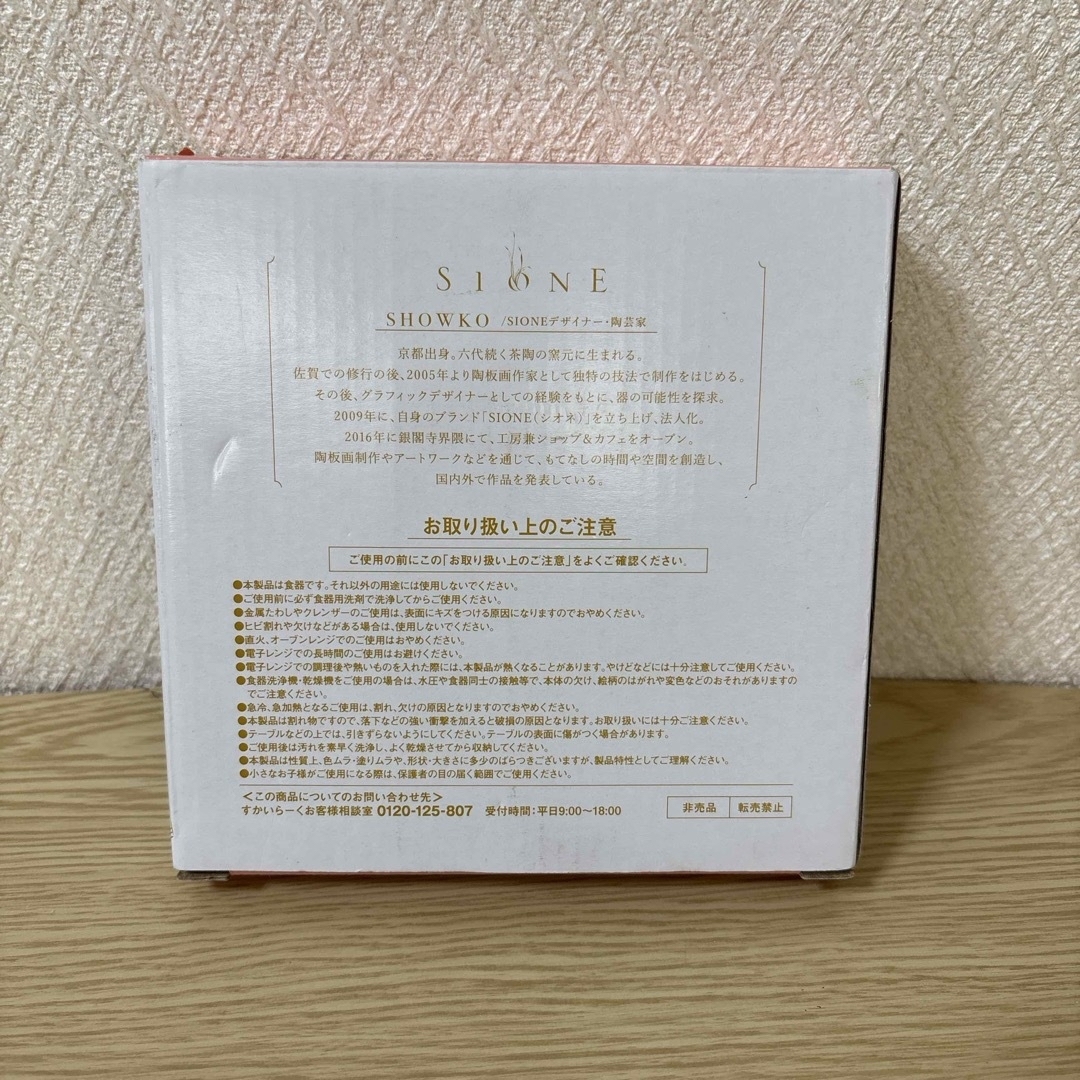 SIONE
SHOWKO /SIONEデザイナー・陶芸家
京都出身。六代続く茶陶の窯元に生まれる。
佐賀での修行の後、2005年より陶板画作家として独特の技法で制作をはじめる。
その後、グラフィックデザイナーとしての経験をもとに、器の可能性を探求。
2009年に、自身のブランド「SIONE(シオネ)」を立ち上げ、法人化。
2016年に銀閣寺界隈にて、工房兼ショップ&カフェをオープン。
陶板画制作やアートワークなどを通じて、もてなしの時間や空間を創造し、
国内外で作品を発表している。
お取り扱い上のご注意
ご使用の前にこの「お取り扱い上のご注意」をよくご確認ください。
●本製品は食器です。それ以外の用途には使用しないでください。
●ご使用前に必ず食器用洗剤で洗浄してからご使用ください。
●金属たわしやクレンザーのご使用は、表面にキズをつける原因になりますのでおやめください。
●ヒビ割れや欠けなどがある場合は、使用しないでください。
●直火、オーブンレンジでのご使用はおやめください。
●電子レンジでの長時間のご使用はお避けください。
●電子レンジでの調理後や熱いものを入れた際には、本製品が熱くなることがあります。やけどなどには十分注意してご使用ください。
●食器洗浄機・乾燥機をご使用の場合は、水圧や食器同士の接触等で、本体の欠け、絵柄のはがれや変色などのおそれがありますの
でご注意ください。
●急冷、急加熱となるご使用は、割れ、欠けの原因となりますのでおやめください。
●本製品は割れ物ですので、落下などの強い衝撃を加えると破損の原因となります。お取り扱いには十分ご注意ください。
●テーブルなどの上では、引きずらないようにしてください。テーブルの表面に傷がつく場合があります。
●ご使用後は汚れを素早く洗浄し、よく乾燥させてから収納してください。
●本製品は性質上、色ムラ・塗りムラや、形状・大きさに多少のばらつきございますが、製品特性としてご理解ください。
●小さなお子様がご使用になる際は、保護者の目の届く範囲でご使用ください。
＜この商品についてのお問い合わせ先＞
すかいらーくお客様相談室 0120-125-807 受付時間：平日9:00〜18:00
非売品 転売禁止